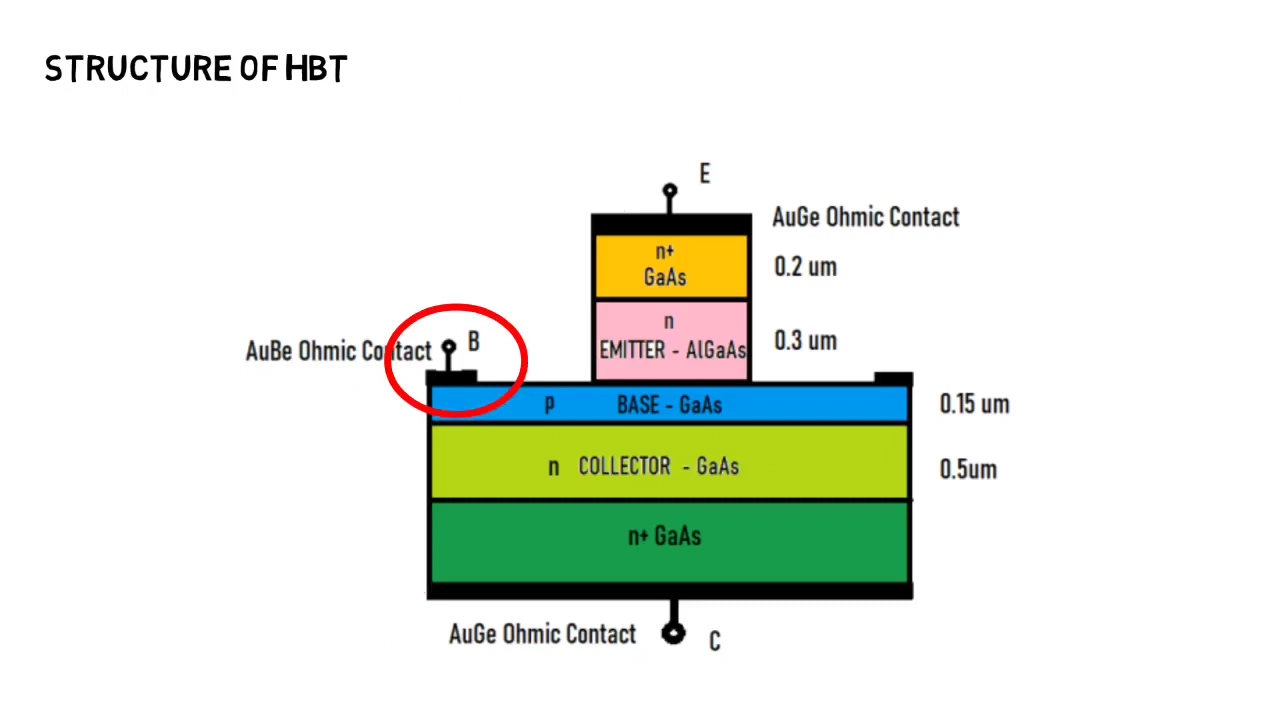 STRUCTURE OF HBT
E
AuGe Ohmic Contact
n+
GaAs
0.2 um
n
EMITTER - AlGaAs
0.3 um
AuBe Ohmic Contact
B
p BASE - GaAs
0.15 um
n COLLECTOR - GaAs
0.5um
n+ GaAs
AuGe Ohmic Contact
C